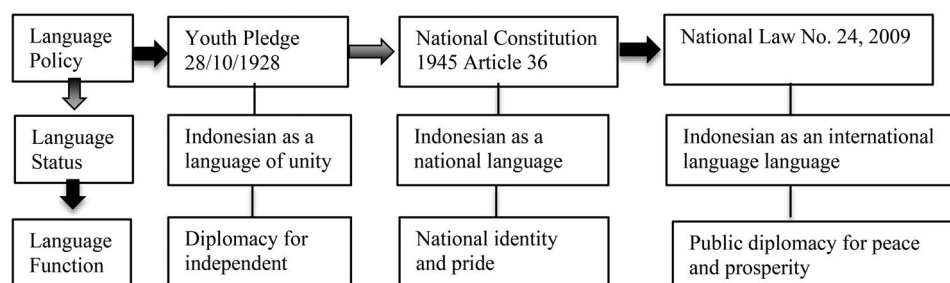 Language
Policy
Youth Pledge
28/10/1928
National Constitution
1945 Article 36
National Law No. 24, 2009
Language
Status
Indonesian as a
language of unity
Indonesian as a
national language
Indonesian as an international
language language
Language
Function
Diplomacy for
independent
National identity
and pride
Public diplomacy for peace
and prosperity